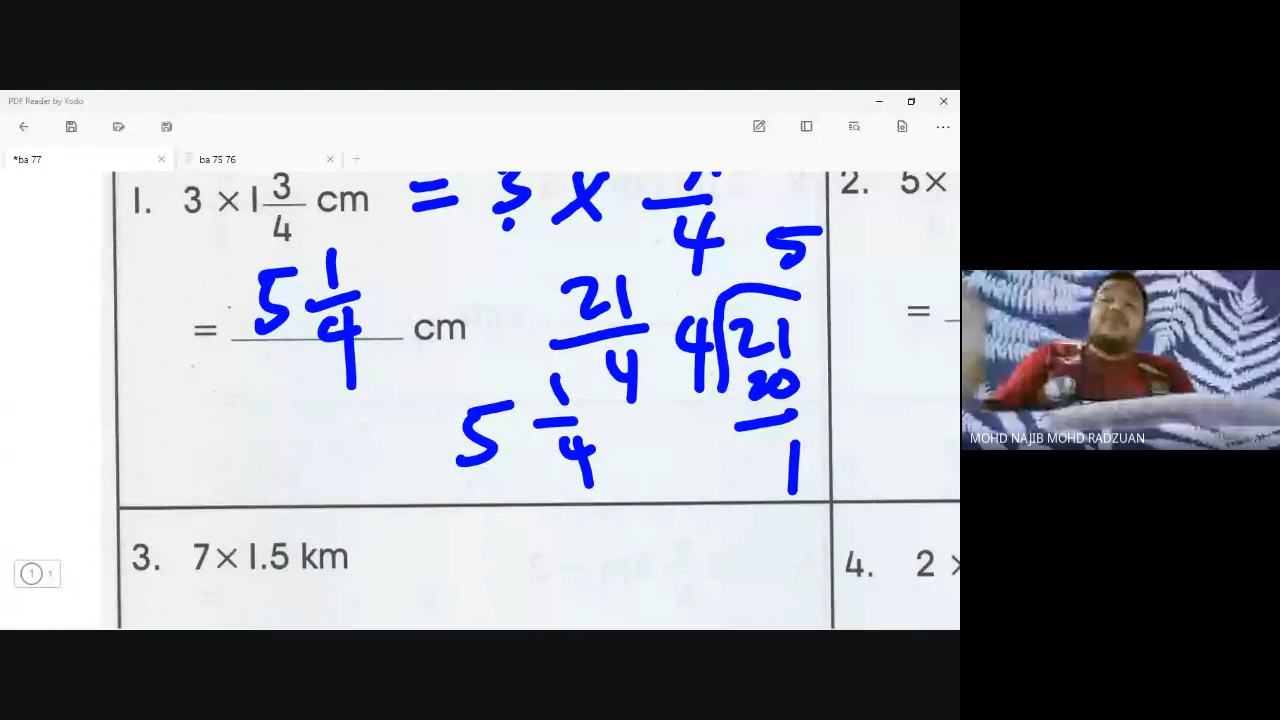 PDF Reader by Xodo
*ba 77
ba 75 76
1. 3 × 1 3/4 cm = 3 × 7/4
= 5 1/4 cm
21/4
5
4 21
20
1
5 1/4
2. 5×
=
3. 7 × 1.5 km
4. 2 ×
1 1
MOHD NAJIB MOHD RADZUAN